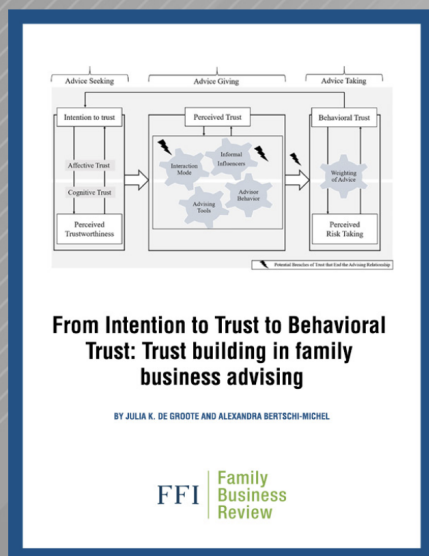 Advice Seeking Advice Giving Advice Taking
Intention to trust
Perceived Trust
Behavioral Trust
Informal
Influencers
Interaction
Mode
Affective Trust
Weighting
of Advice
Cognitive Trust
Advising
Tools
Advisor
Behavior
Perceived
Trustworthiness
Perceived
Risk Taking
Potential Breaches of Trust that End the Advising Relationship
From Intention to Trust to Behavioral
Trust: Trust building in family
business advising
BY JULIA K. DE GROOTE AND ALEXANDRA BERTSCHI-MICHEL
FFI
Family
Business
Review